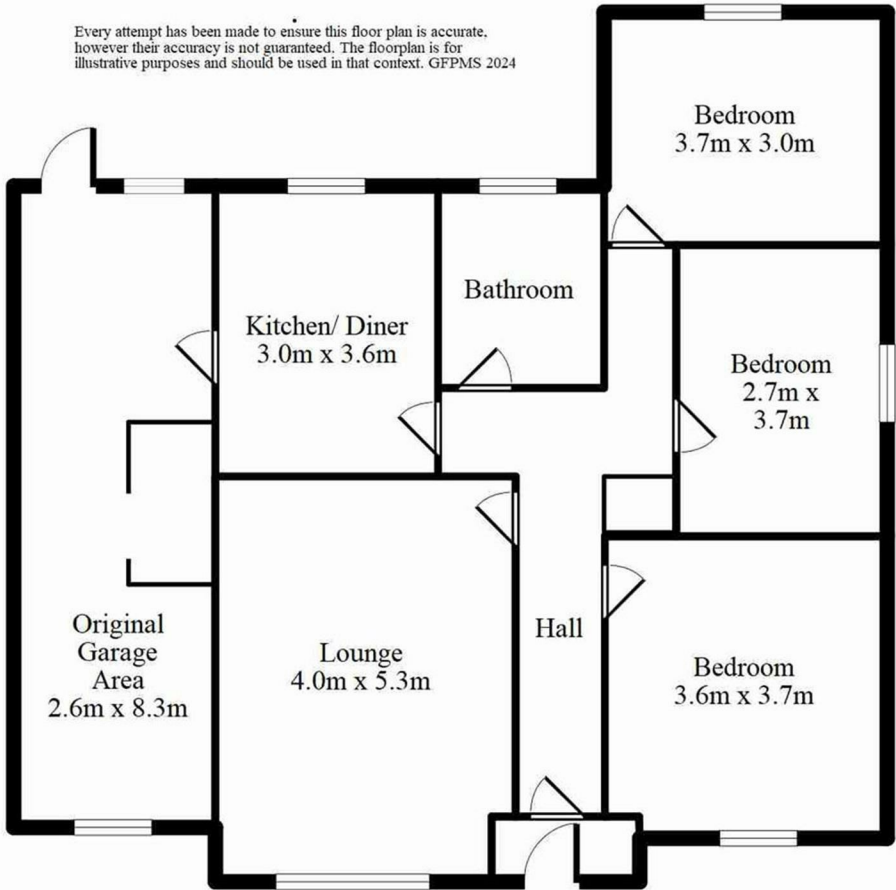 Every attempt has been made to ensure this floor plan is accurate,
however their accuracy is not guaranteed. The floorplan is for
illustrative purposes and should be used in that context. GFPMS 2024
Bedroom
3.7m x 3.0m
Bathroom
Kitchen/ Diner
3.0m x 3.6m
Bedroom
2.7m x
3.7m
Original
Garage
Area
2.6m x 8.3m
Lounge
4.0m x 5.3m
Hall
Bedroom
3.6m x 3.7m